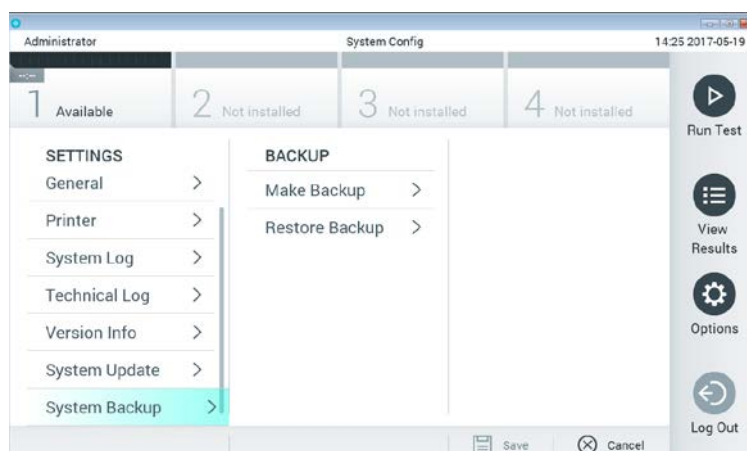 Administrator System Config 14:25 2017-05-19
1 Available 2 Not installed 3 Not installed 4 Not installed
Run Test
SETTINGS BACKUP
General > Make Backup >
Printer > Restore Backup >
View
Results
System Log >
Technical Log >
Options
Version Info >
System Update >
System Backup >
Log Out
Save Cancel